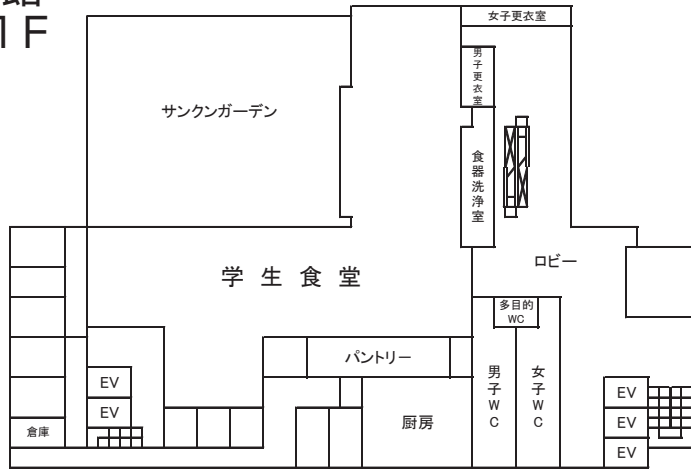 1F
女子更衣室
男子更衣室
サンクンガーデン
食器洗浄室
ロビー
学生食堂
多目的
WC
パントリー
男子WC
女子WC
EV
EV
EV
EV
EV
厨房
倉庫